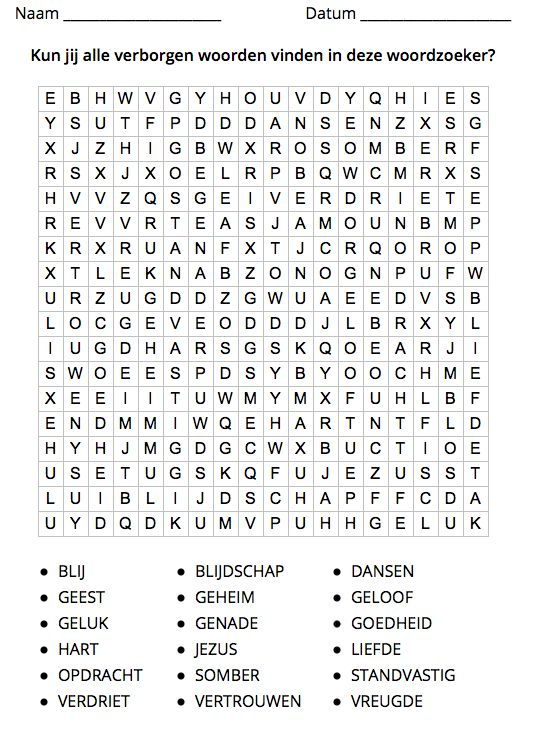 Naam ____________________ Datum ___________________
Kun jij alle verborgen woorden vinden in deze woordzoeker?
E B H W V G Y H O U V D Y Q H I E S
Y S U T F P D D D A N S E N Z X S G
X J Z H I G B W X R O S O M B E R F
R S X J X O E L R P B Q W C M R X S
H V V Z Q S G E I V E R D R I E T E
R E V V R T E A S J A M O U N B M P
K R X R U A N F X T J C R Q O R O P
X T L E K N A B Z O N O G N P U F W
U R Z U G D D Z G W U A E E D V S B
L O C G E V E O D D D J L B R X Y L
I U G D H A R S G S K Q O E A R J I
S W O E E S P D S Y B Y O O C H M E
X E E I I T U W M Y M X F U H L B F
E N D M M I W Q E H A R T N T F L D
H Y H J M G D G C W X B U C T I O E
U S E T U G S K Q F U J E Z U S S T
L U I B L I J D S C H A P F F C D A
U Y D Q D K U M V P U H H G E L U K
• BLIJ • BLIJDSCHAP • DANSEN
• GEEST • GEHEIM • GELOOF
• GELUK • GENADE • GOEDHEID
• HART • JEZUS • LIEFDE
• OPDRACHT • SOMBER • STANDVASTIG
• VERDRIET • VERTROUWEN • VREUGDE